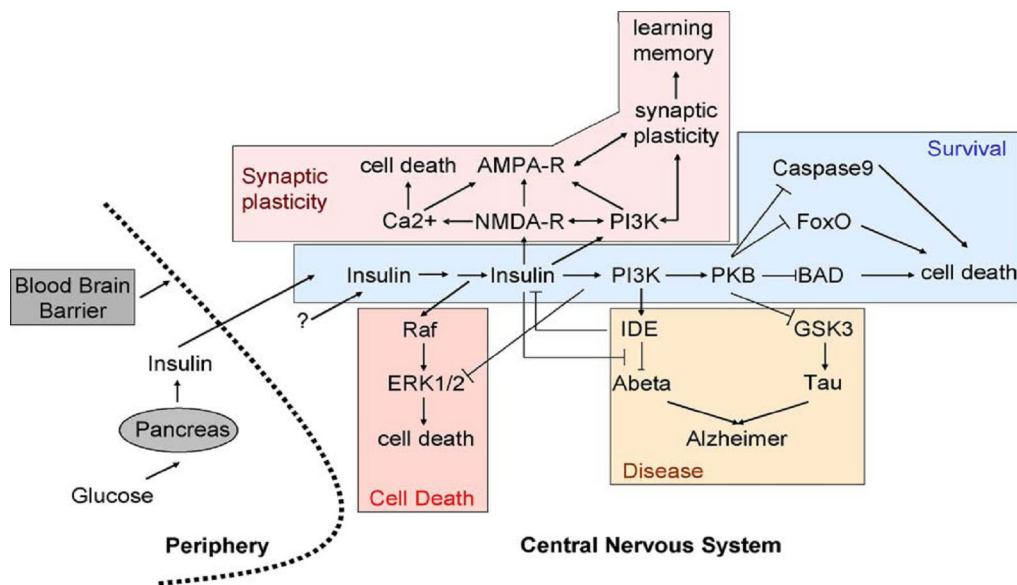 learning
memory
synaptic
plasticity
Survival
cell death
AMPA-R
Caspase9
Synaptic
plasticity
Ca2+
NMDA-R
PI3K
FoxO
Blood Brain
Barrier
Insulin
Insulin
PI3K
PKB
BAD
cell death
?
Raf
IDE
GSK3
Insulin
ERK1/2
Abeta
Tau
Pancreas
cell death
Alzheimer
Glucose
Cell Death
Disease
Periphery
Central Nervous System